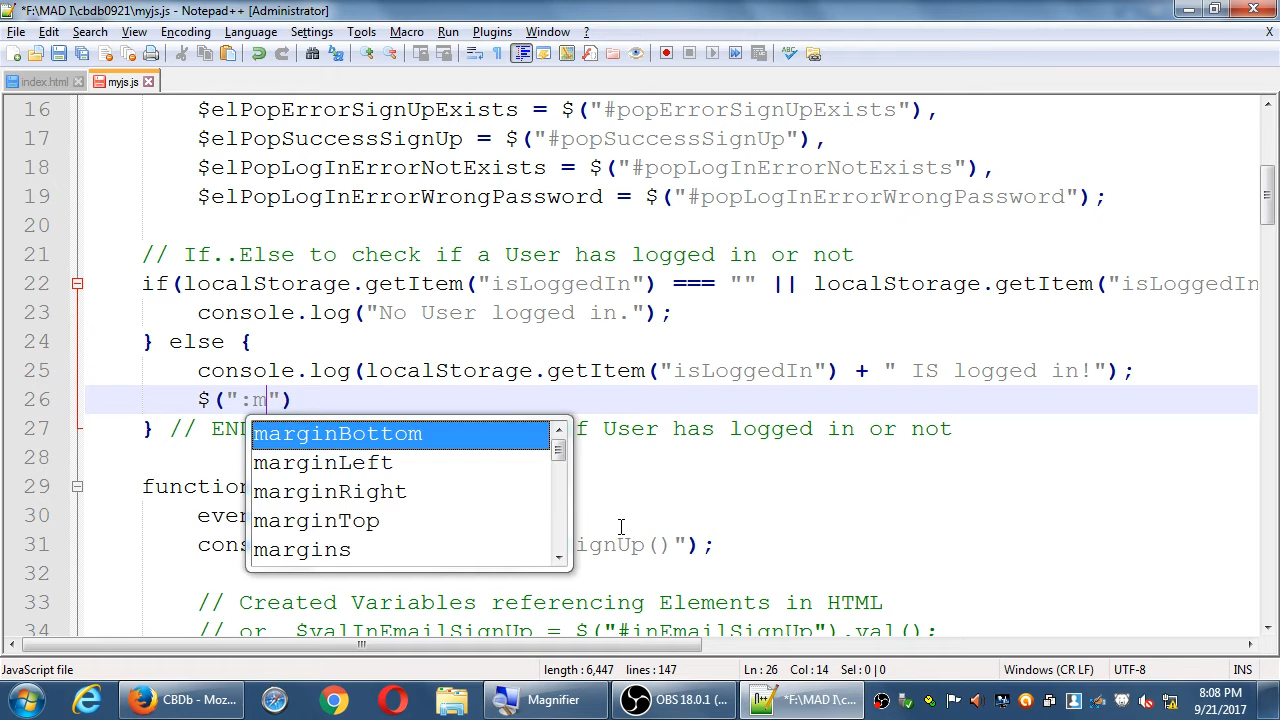 *F:\MAD I\cbdb0921\myjs.js - Notepad++ [Administrator]
File Edit Search View Encoding Language Settings Tools Macro Run Plugins Window ? X
index.html myjs.js
16 $elPopErrorSignUpExists = $("#popErrorSignUpExists"),
17 $elPopSuccessSignUp = $("#popSuccessSignUp"),
18 $elPopLogInErrorNotExists = $("#popLogInErrorNotExists"),
19 $elPopLogInErrorWrongPassword = $("#popLogInErrorWrongPassword");
20
21 // If..Else to check if a User has logged in or not
22 if(localStorage.getItem("isLoggedIn") === "" || localStorage.getItem("isLoggedIn
23 console.log("No User logged in.");
24 } else {
25 console.log(localStorage.getItem("isLoggedIn") + " IS logged in!");
26 $(":m")
27 } // END f User has logged in or not
marginBottom
marginLeft
marginRight
marginTop
margins
28
29 function
30 even
31 cons ignUp()");
32
33 // Created Variables referencing Elements in HTML
34 // or $valInEmailSignUp = $("#inEmailSignUp").val();
JavaScript file length : 6,447 lines : 147 Ln : 26 Col : 14 Sel : 0 | 0 Windows (CR LF) UTF-8 INS
CBDb - Moz... Magnifier OBS 18.0.1 (... *F:\MAD I\c...
8:08 PM
9/21/2017